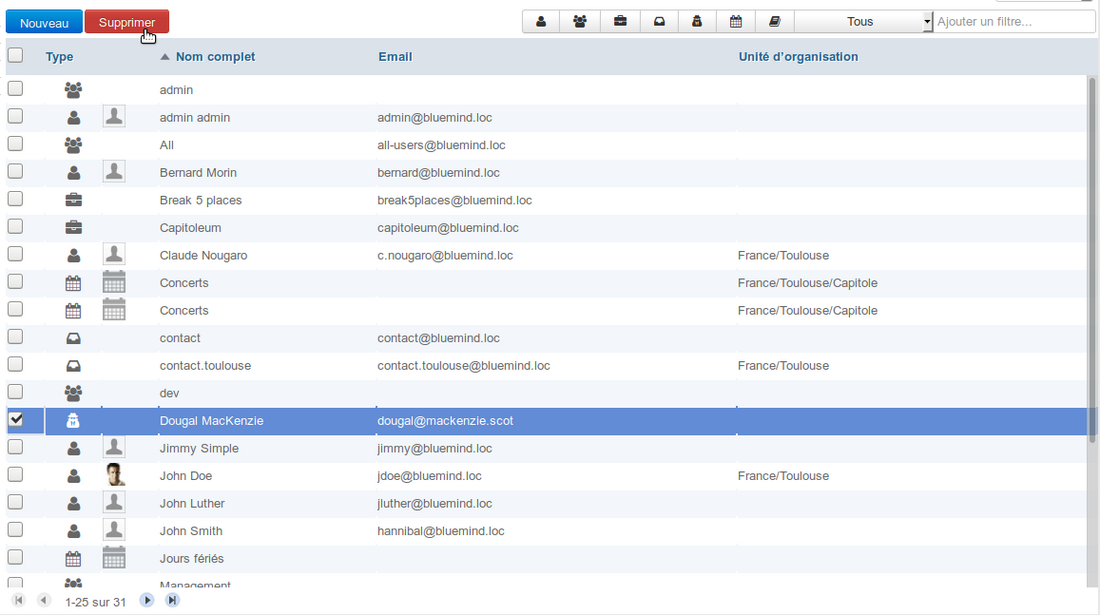 Nouveau Supprimer Tous Ajouter un filtre...
Type Nom complet Email Unité d'organisation
admin
admin admin admin@bluemind.loc
All all-users@bluemind.loc
Bernard Morin bernard@bluemind.loc
Break 5 places break5places@bluemind.loc
Capitoleum capitoleum@bluemind.loc
Claude Nougaro c.nougaro@bluemind.loc France/Toulouse
Concerts France/Toulouse/Capitole
Concerts France/Toulouse/Capitole
contact contact@bluemind.loc
contact.toulouse contact.toulouse@bluemind.loc France/Toulouse
dev
Dougal MacKenzie dougal@mackenzie.scot
Jimmy Simple jimmy@bluemind.loc
John Doe jdoe@bluemind.loc France/Toulouse
John Luther jluther@bluemind.loc
John Smith hannibal@bluemind.loc
Jours fériés
Management
1-25 sur 31